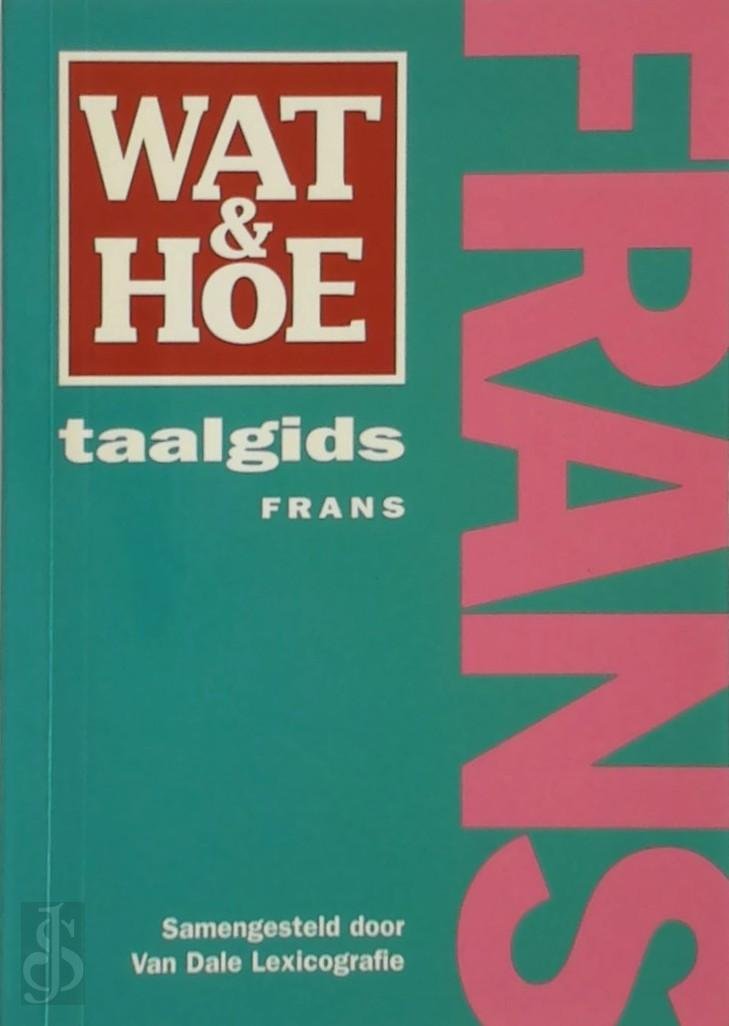 WAT
&
HOE
taalgids
FRANS
FRANS
Samengesteld door
Van Dale Lexicografie